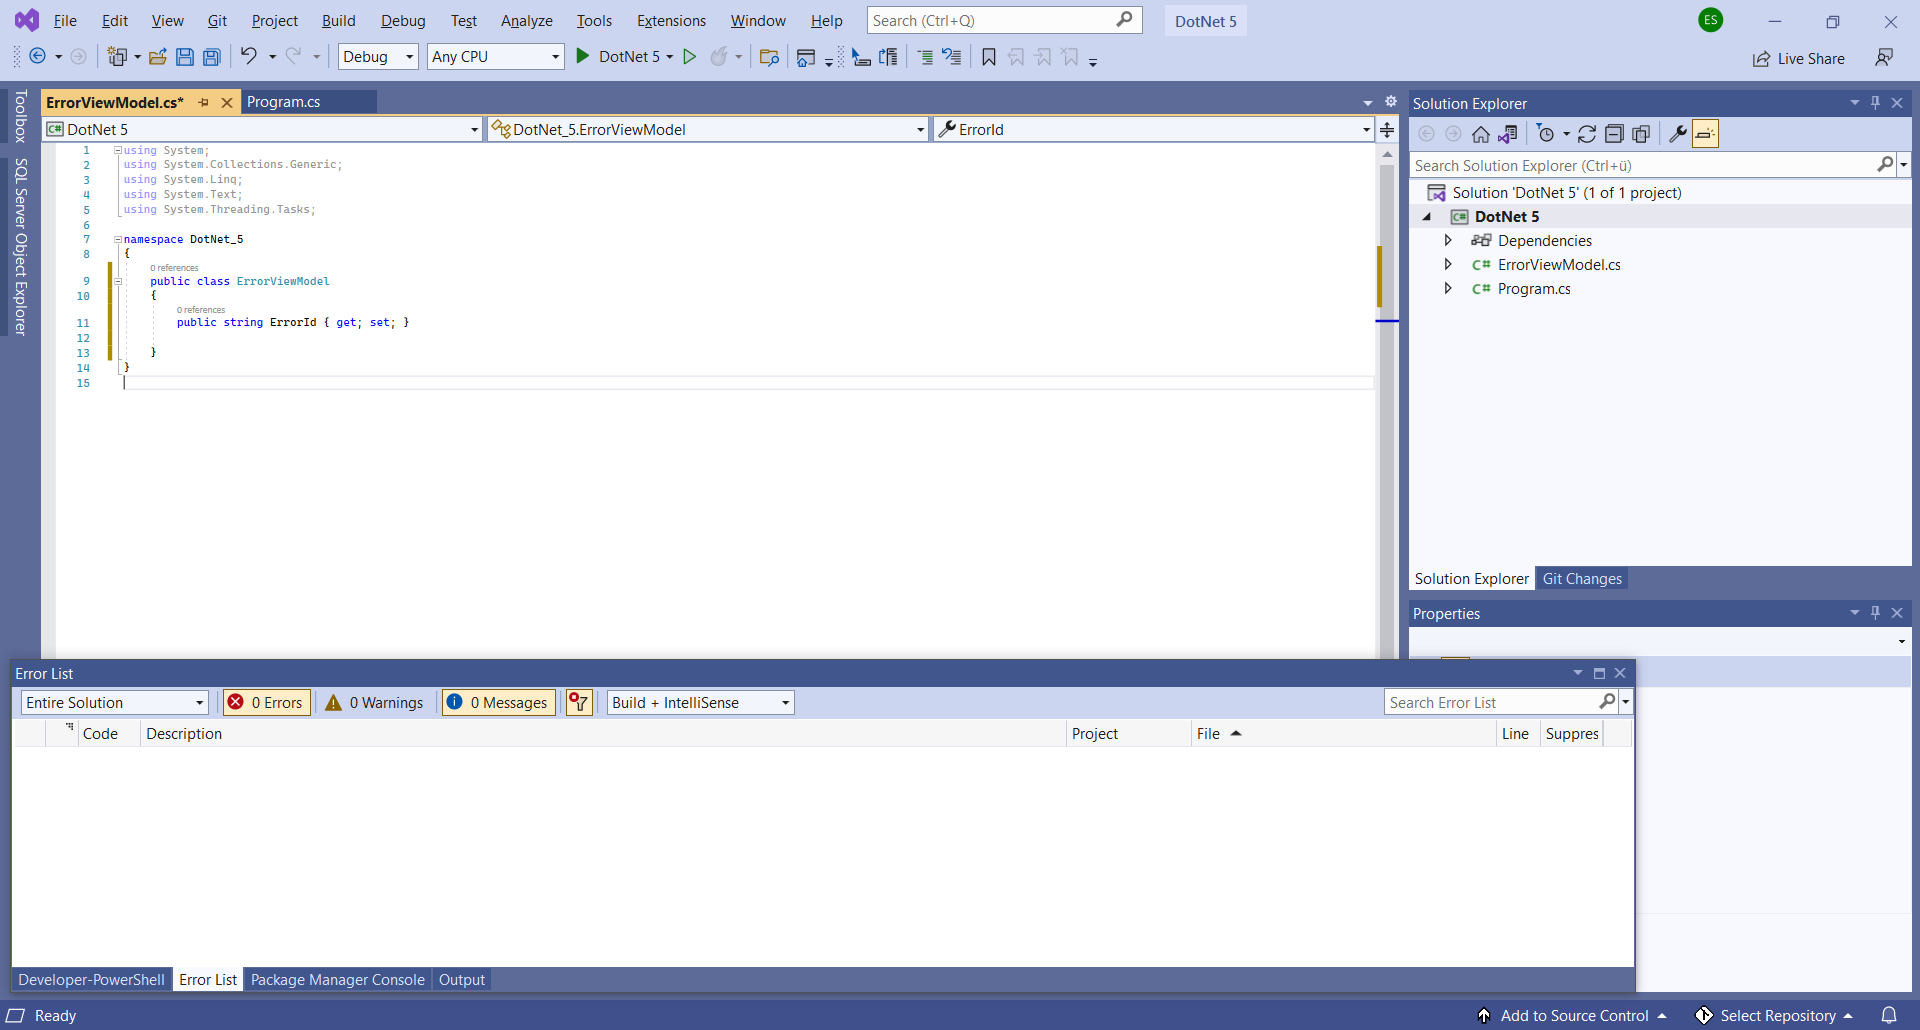 File Edit View Git Project Build Debug Test Analyze Tools Extensions Window Help Search (Ctrl+Q) DotNet 5 ES
Debug Any CPU DotNet 5 Live Share
Toolbox
SQL Server Object Explorer
ErrorViewModel.cs* Program.cs
C# DotNet 5 DotNet_5.ErrorViewModel ErrorId
1 using System;
2 using System.Collections.Generic;
3 using System.Linq;
4 using System.Text;
5 using System.Threading.Tasks;
6
7 namespace DotNet_5
8 {
0 references
9 public class ErrorViewModel
10 {
0 references
11 public string ErrorId { get; set; }
12
13 }
14 }
15
Solution Explorer
Search Solution Explorer (Ctrl+ü)
Solution 'DotNet 5' (1 of 1 project)
C# DotNet 5
Dependencies
C# ErrorViewModel.cs
C# Program.cs
Solution Explorer Git Changes
Properties
Error List
Entire Solution 0 Errors 0 Warnings 0 Messages Build + IntelliSense Search Error List
Code Description Project File Line Suppres
Developer-PowerShell Error List Package Manager Console Output
Ready Add to Source Control Select Repository